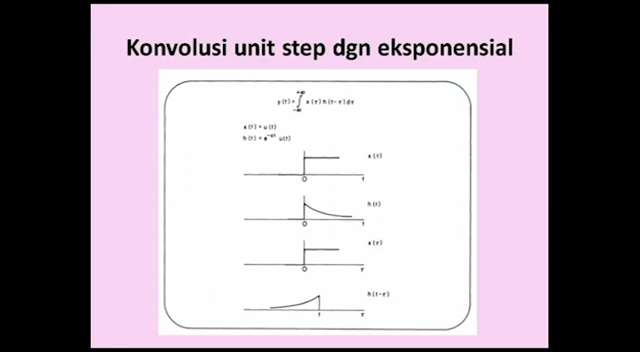 Konvolusi unit step dgn eksponensial
y(t) = ∫ x(τ) h(t-τ) dτ
+∞
-∞
x(t) = u(t)
h(t) = e^-at u(t)
x(t)
0
t
h(t)
0
t
x(τ)
0
τ
h(t-τ)
t
τ